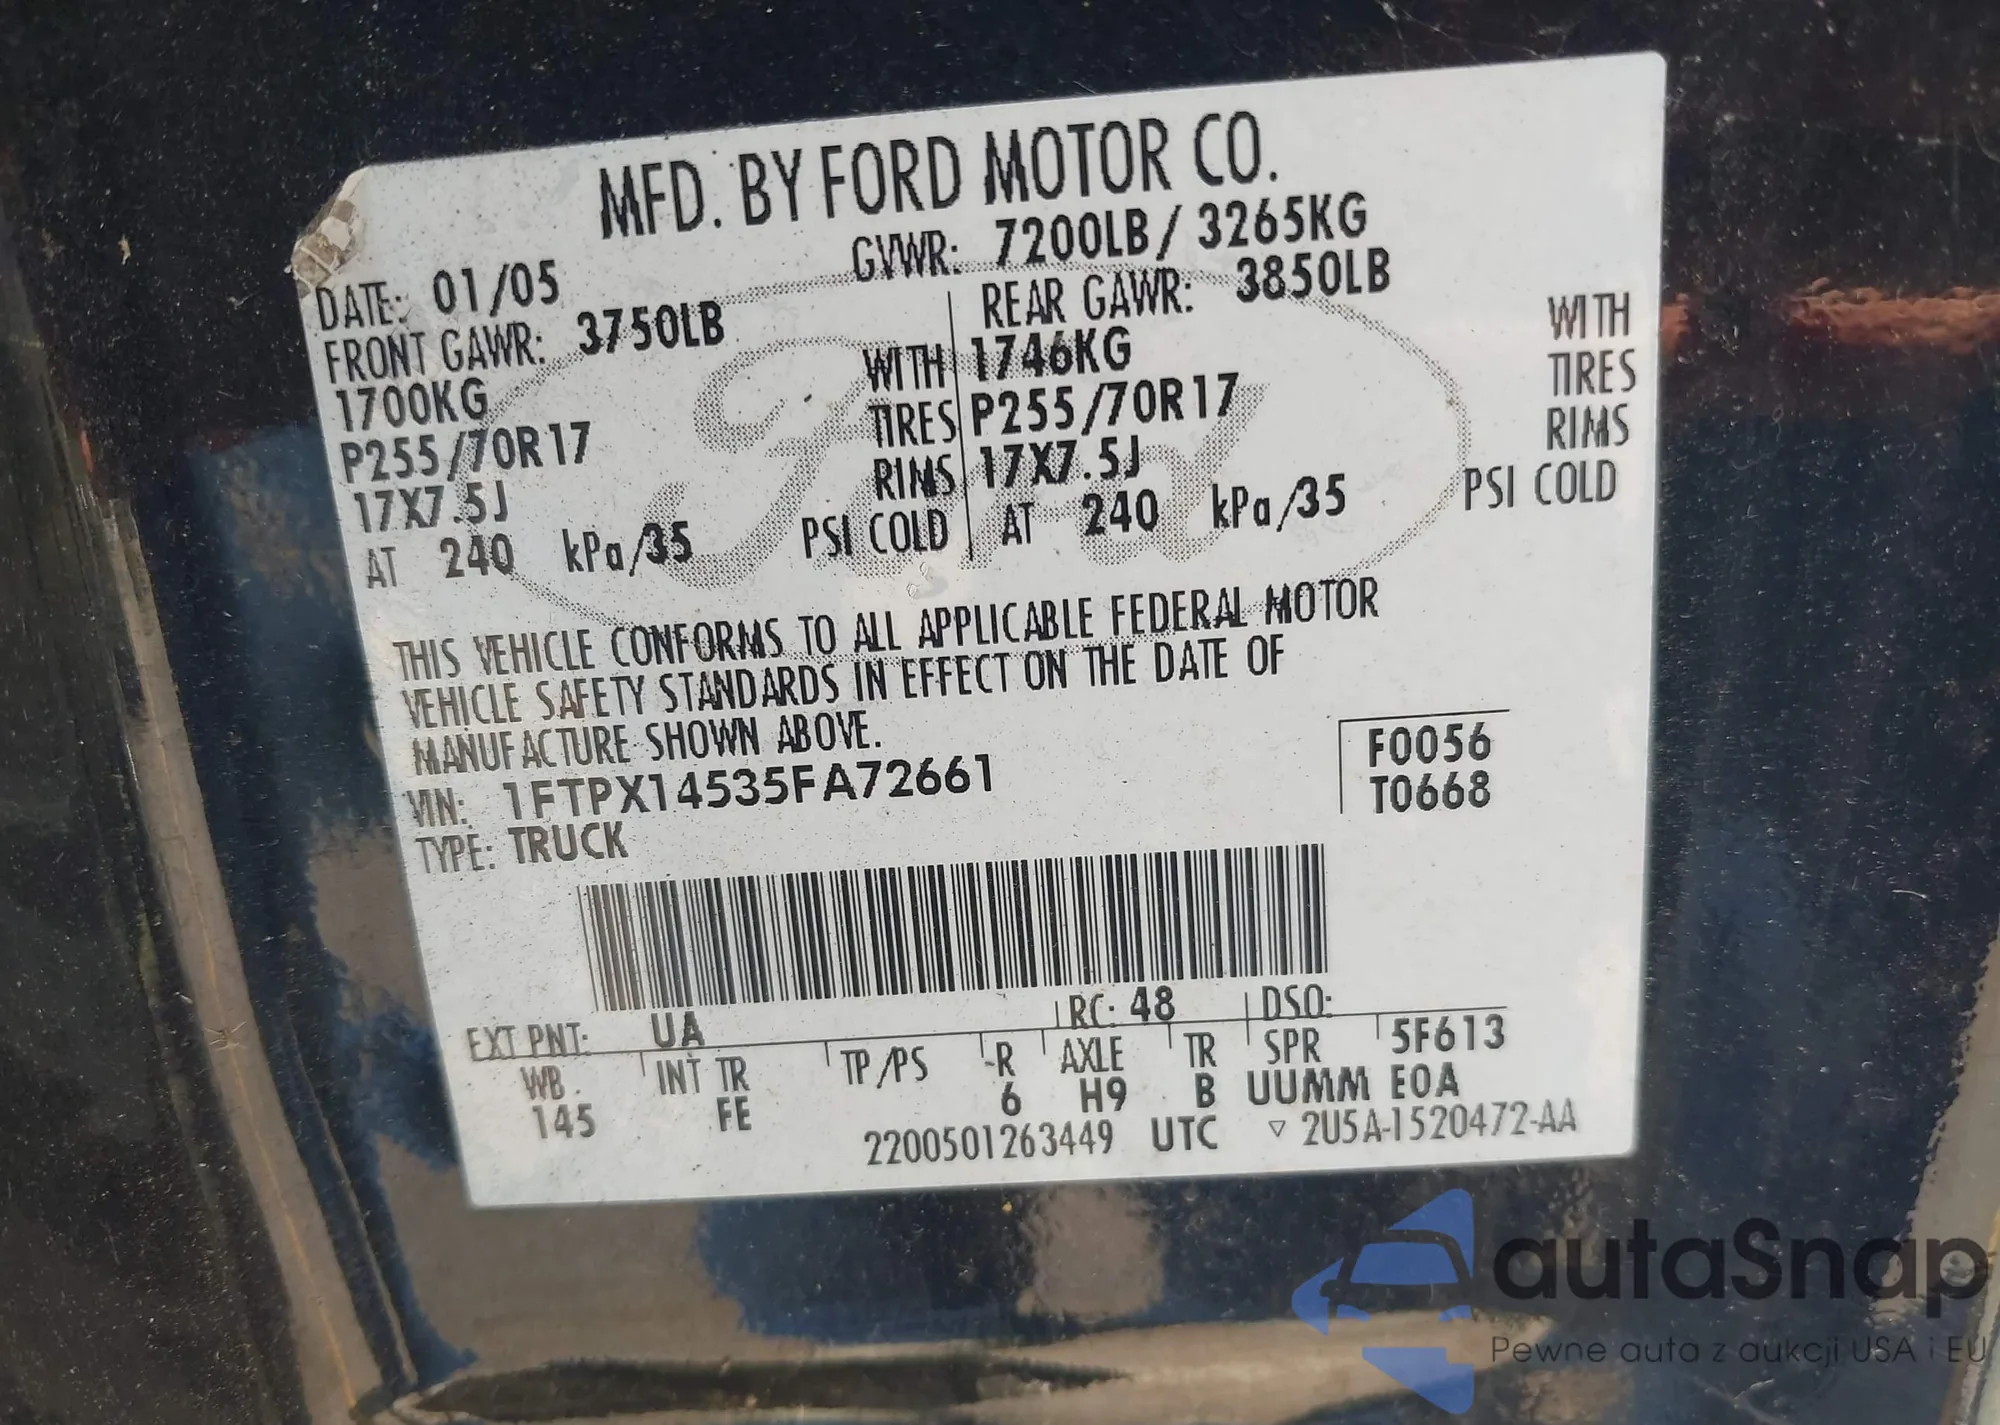 MFD. BY FORD MOTOR CO.
DATE: 01/05 GVWR: 7200LB / 3265KG
FRONT GAWR: 3750LB REAR GAWR: 3850LB
1700KG WITH 1746KG WITH
P255/70R17 TIRES P255/70R17 TIRES
17X7.5J RIMS 17X7.5J RIMS
AT 240 kPa/35 PSI COLD AT 240 kPa/35 PSI COLD
THIS VEHICLE CONFORMS TO ALL APPLICABLE FEDERAL MOTOR
VEHICLE SAFETY STANDARDS IN EFFECT ON THE DATE OF
MANUFACTURE SHOWN ABOVE.
VIN: 1FTPX14535FA72661
TYPE: TRUCK
F0056
T0668
EXT PNT: UA RC: 48 DSO:
WB INT TR TP/PS R AXLE TR SPR 5F613
145 FE 6 H9 B UUMM E0A
2200501263449 UTC ▽ 2U5A-1520472-AA
Ford
autaSnap
Pewne auta z aukcji USA i EU